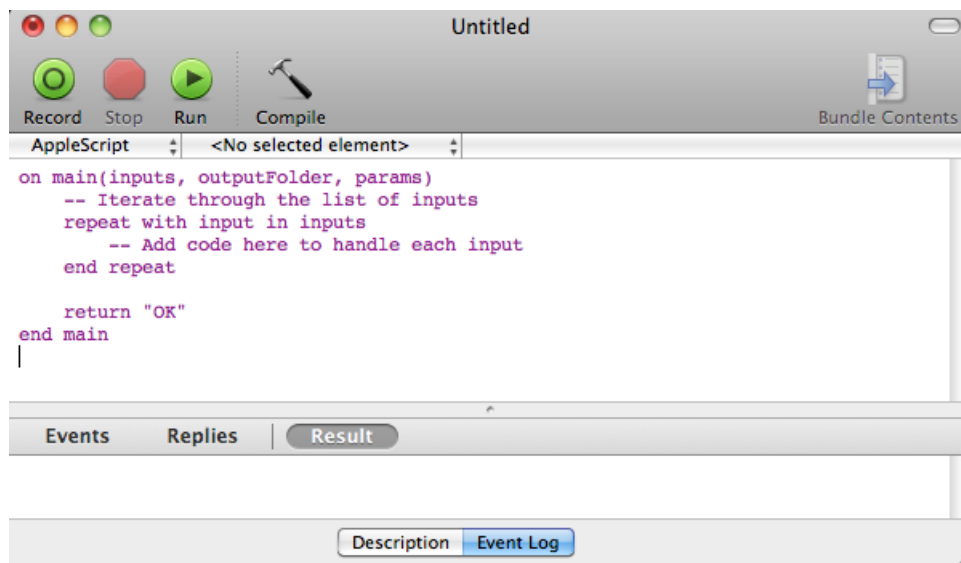 Untitled
Record Stop Run Compile Bundle Contents
AppleScript <No selected element>
on main(inputs, outputFolder, params)
    -- Iterate through the list of inputs
    repeat with input in inputs
        -- Add code here to handle each input
    end repeat

    return "OK"
end main
Events Replies Result
Description Event Log